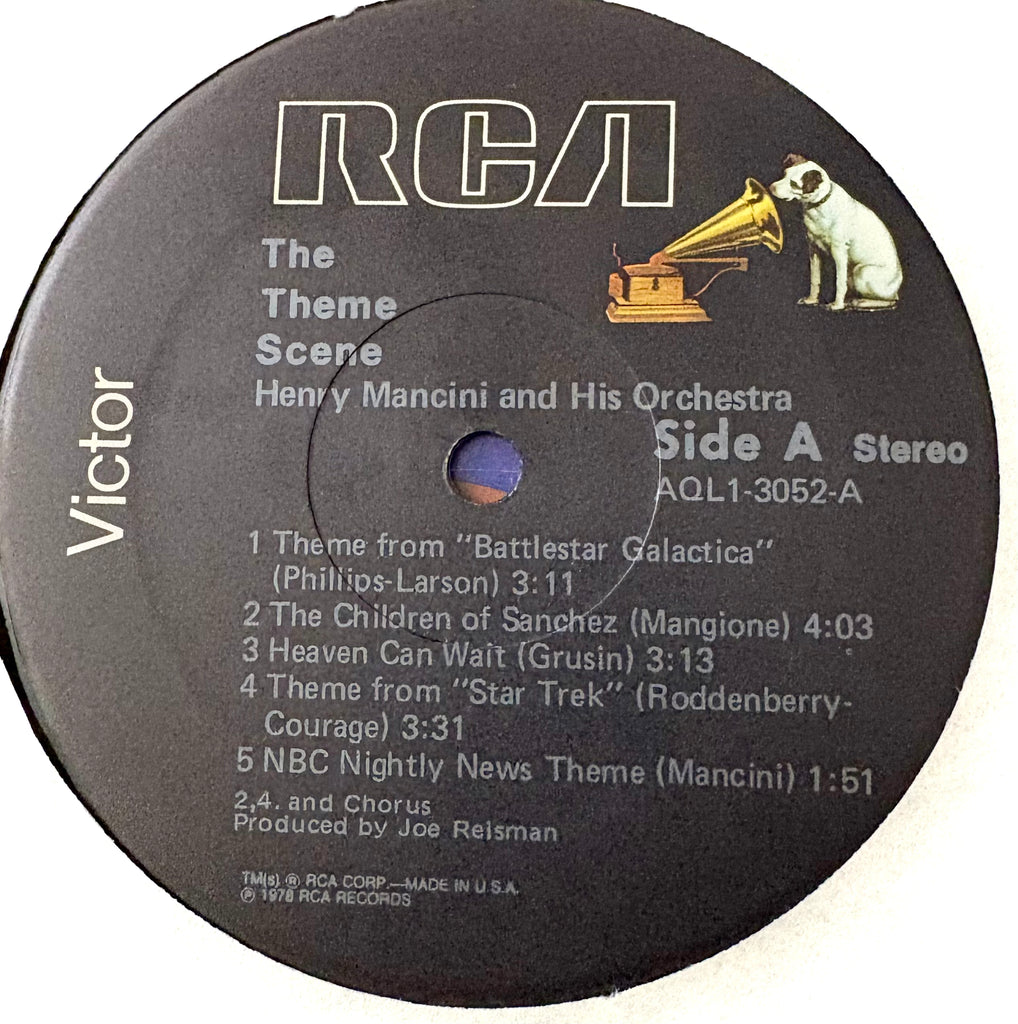 RCA
Victor
The
Theme
Scene
Henry Mancini and His Orchestra
Side A Stereo
AQL1-3052-A
1 Theme from "Battlestar Galactica"
(Phillips-Larson) 3:11
2 The Children of Sanchez (Mangione) 4:03
3 Heaven Can Wait (Grusin) 3:13
4 Theme from "Star Trek" (Roddenberry-
Courage) 3:31
5 NBC Nightly News Theme (Mancini) 1:51
2,4. and Chorus
Produced by Joe Reisman
TM(s) ® RCA CORP.—MADE IN U.S.A.
℗ 1978 RCA RECORDS